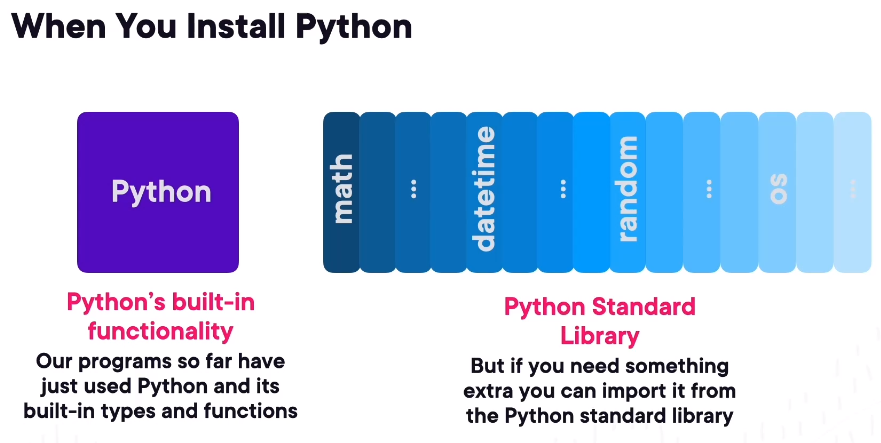 When You Install Python
Python
math
...
datetime
...
random
...
os
...
Python's built-in
functionality
Our programs so far have
just used Python and its
built-in types and functions
Python Standard
Library
But if you need something
extra you can import it from
the Python standard library